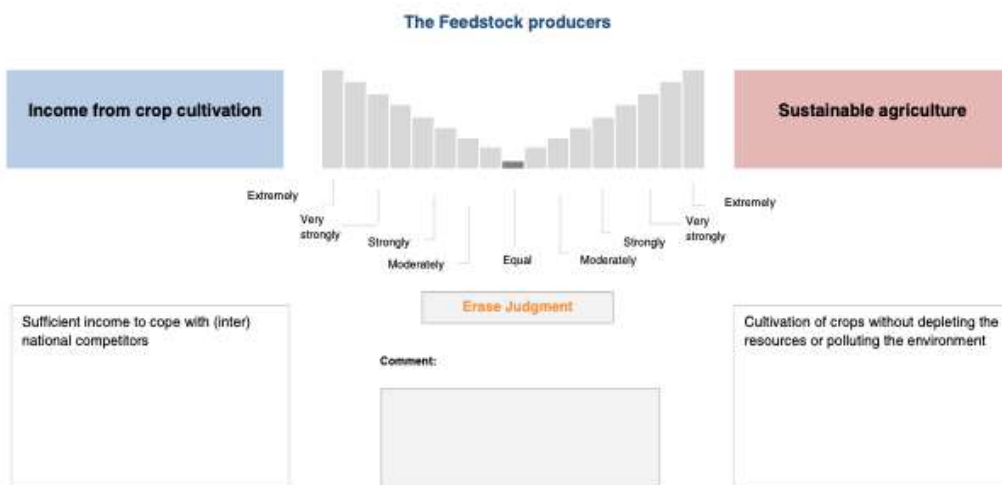 The Feedstock producers
Income from crop cultivation
Sustainable agriculture
Extremely
Very
strongly
Strongly
Moderately
Equal
Moderately
Strongly
Very
strongly
Extremely
Erase Judgment
Sufficient income to cope with (inter)
national competitors
Comment:
Cultivation of crops without depleting the
resources or polluting the environment